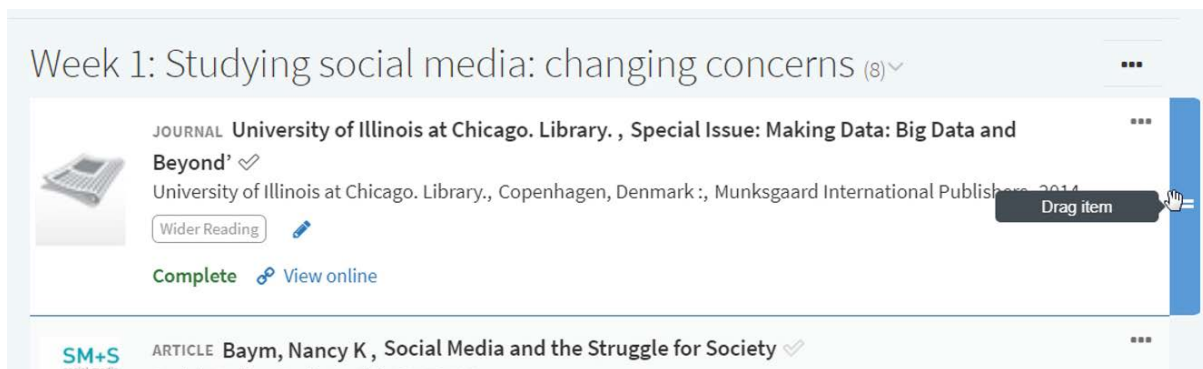 Week 1: Studying social media: changing concerns (8)
JOURNAL University of Illinois at Chicago. Library. , Special Issue: Making Data: Big Data and
Beyond’
University of Illinois at Chicago. Library., Copenhagen, Denmark :, Munksgaard International Publishers, 2014
Drag item
Wider Reading
Complete View online
SM+S
ARTICLE Baym, Nancy K , Social Media and the Struggle for Society